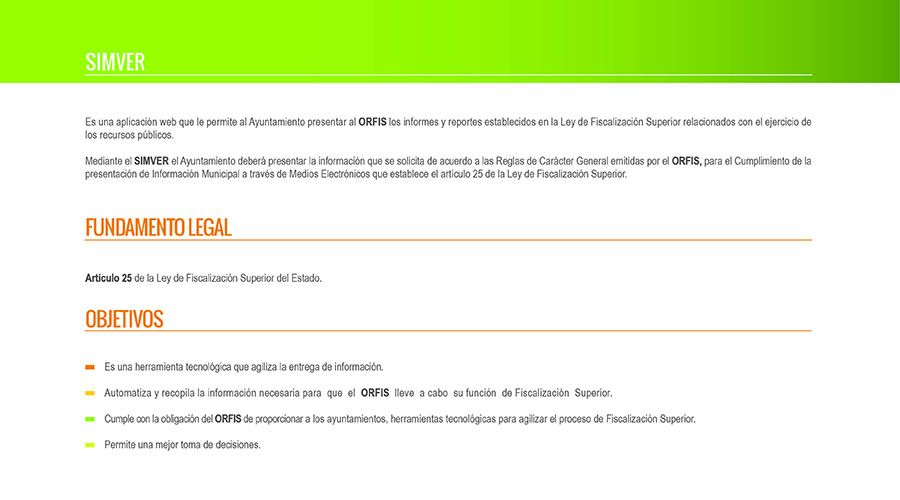 SIMVER
Es una aplicación web que le permite al Ayuntamiento presentar al ORFIS los informes y reportes establecidos en la Ley de Fiscalización Superior relacionados con el ejercicio de
los recursos públicos.
Mediante el SIMVER el Ayuntamiento deberá presentar la información que se solicita de acuerdo a las Reglas de Carácter General emitidas por el ORFIS, para el Cumplimiento de la
presentación de Información Municipal a través de Medios Electrónicos que establece el artículo 25 de la Ley de Fiscalización Superior.
FUNDAMENTO LEGAL
Artículo 25 de la Ley de Fiscalización Superior del Estado.
OBJETIVOS
Es una herramienta tecnológica que agiliza la entrega de información.
Automatiza y recopila la información necesaria para que el ORFIS lleve a cabo su función de Fiscalización Superior.
Cumple con la obligación del ORFIS de proporcionar a los ayuntamientos, herramientas tecnológicas para agilizar el proceso de Fiscalización Superior.
Permite una mejor toma de decisiones.